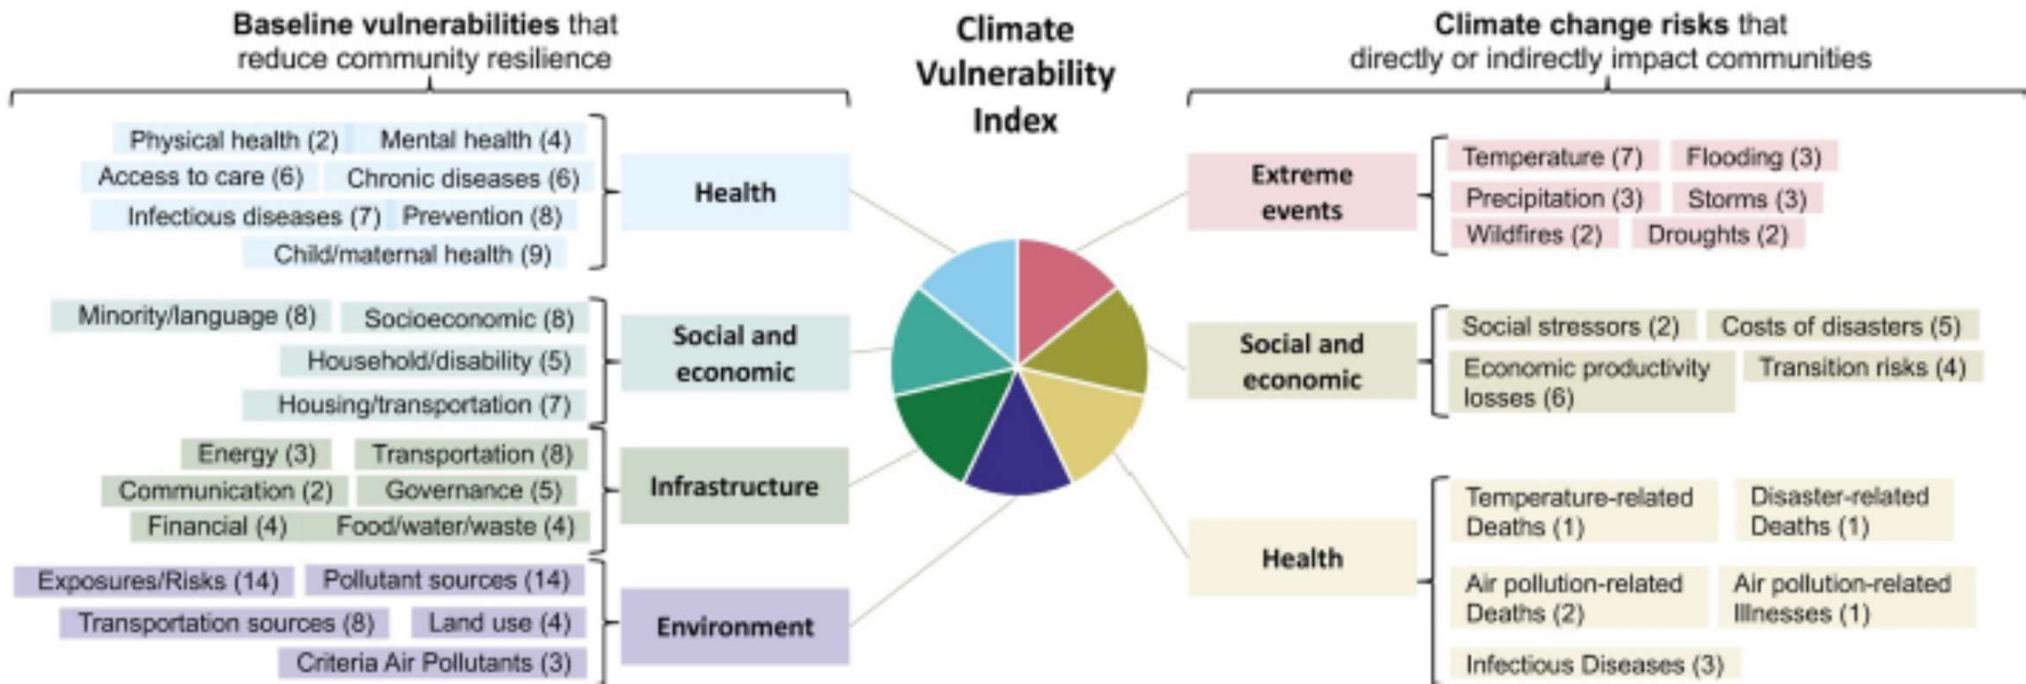 Baseline vulnerabilities that
reduce community resilience
Climate
Vulnerability
Index
Climate change risks that
directly or indirectly impact communities
Physical health (2) Mental health (4)
Access to care (6) Chronic diseases (6)
Infectious diseases (7) Prevention (8)
Child/maternal health (9)
Health
Minority/language (8) Socioeconomic (8)
Household/disability (5)
Housing/transportation (7)
Social and
economic
Energy (3) Transportation (8)
Communication (2) Governance (5)
Financial (4) Food/water/waste (4)
Infrastructure
Exposures/Risks (14) Pollutant sources (14)
Transportation sources (8) Land use (4)
Criteria Air Pollutants (3)
Environment
Extreme
events
Temperature (7) Flooding (3)
Precipitation (3) Storms (3)
Wildfires (2) Droughts (2)
Social and
economic
Social stressors (2) Costs of disasters (5)
Economic productivity
losses (6)
Transition risks (4)
Health
Temperature-related
Deaths (1)
Disaster-related
Deaths (1)
Air pollution-related
Deaths (2)
Air pollution-related
Illnesses (1)
Infectious Diseases (3)